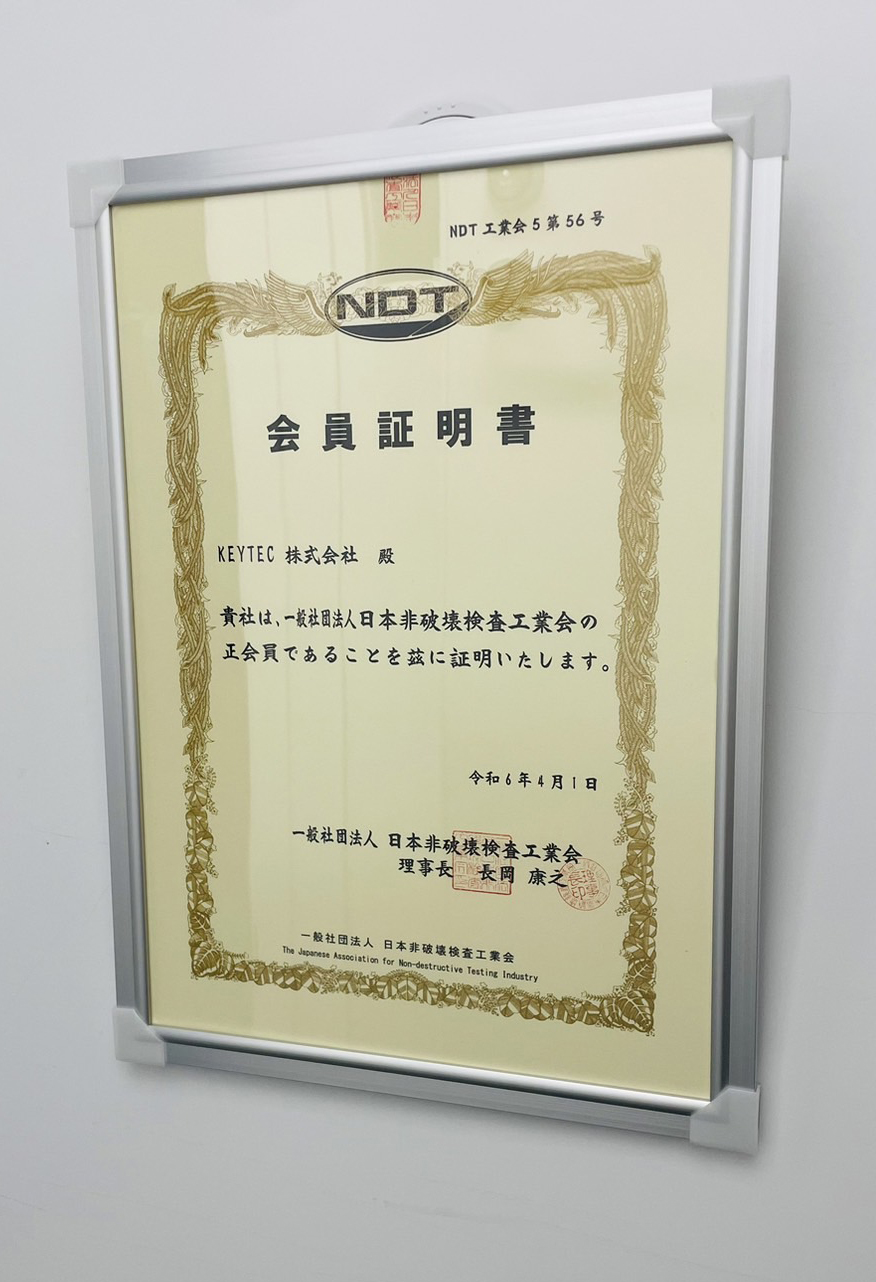 NDT 工業会 5 第 56 号
NDT
会員証明書
KEYTEC 株式会社 殿
貴社は、一般社団法人日本非破壊検査工業会の
正会員であることを茲に証明いたします。
令和6年4月1日
一般社団法人 日本非破壊検査工業会
理事長 長岡 康之
理事長印
一般社団法人 日本非破壊検査工業会
The Japanese Association for Non-destructive Testing Industry